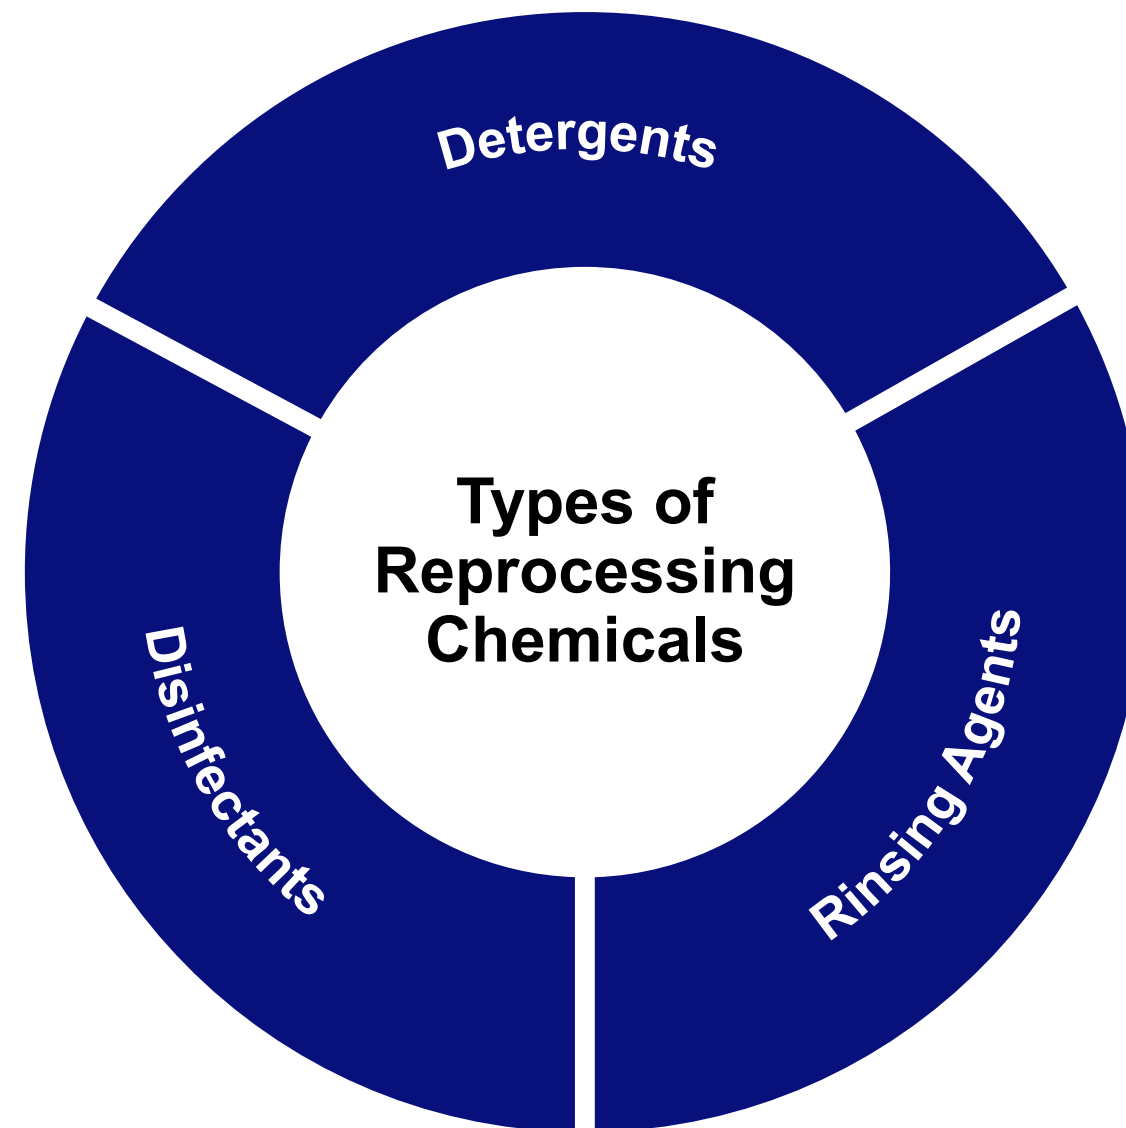 Detergents
Types of
Reprocessing
Chemicals
Disinfectants
Rinsing Agents